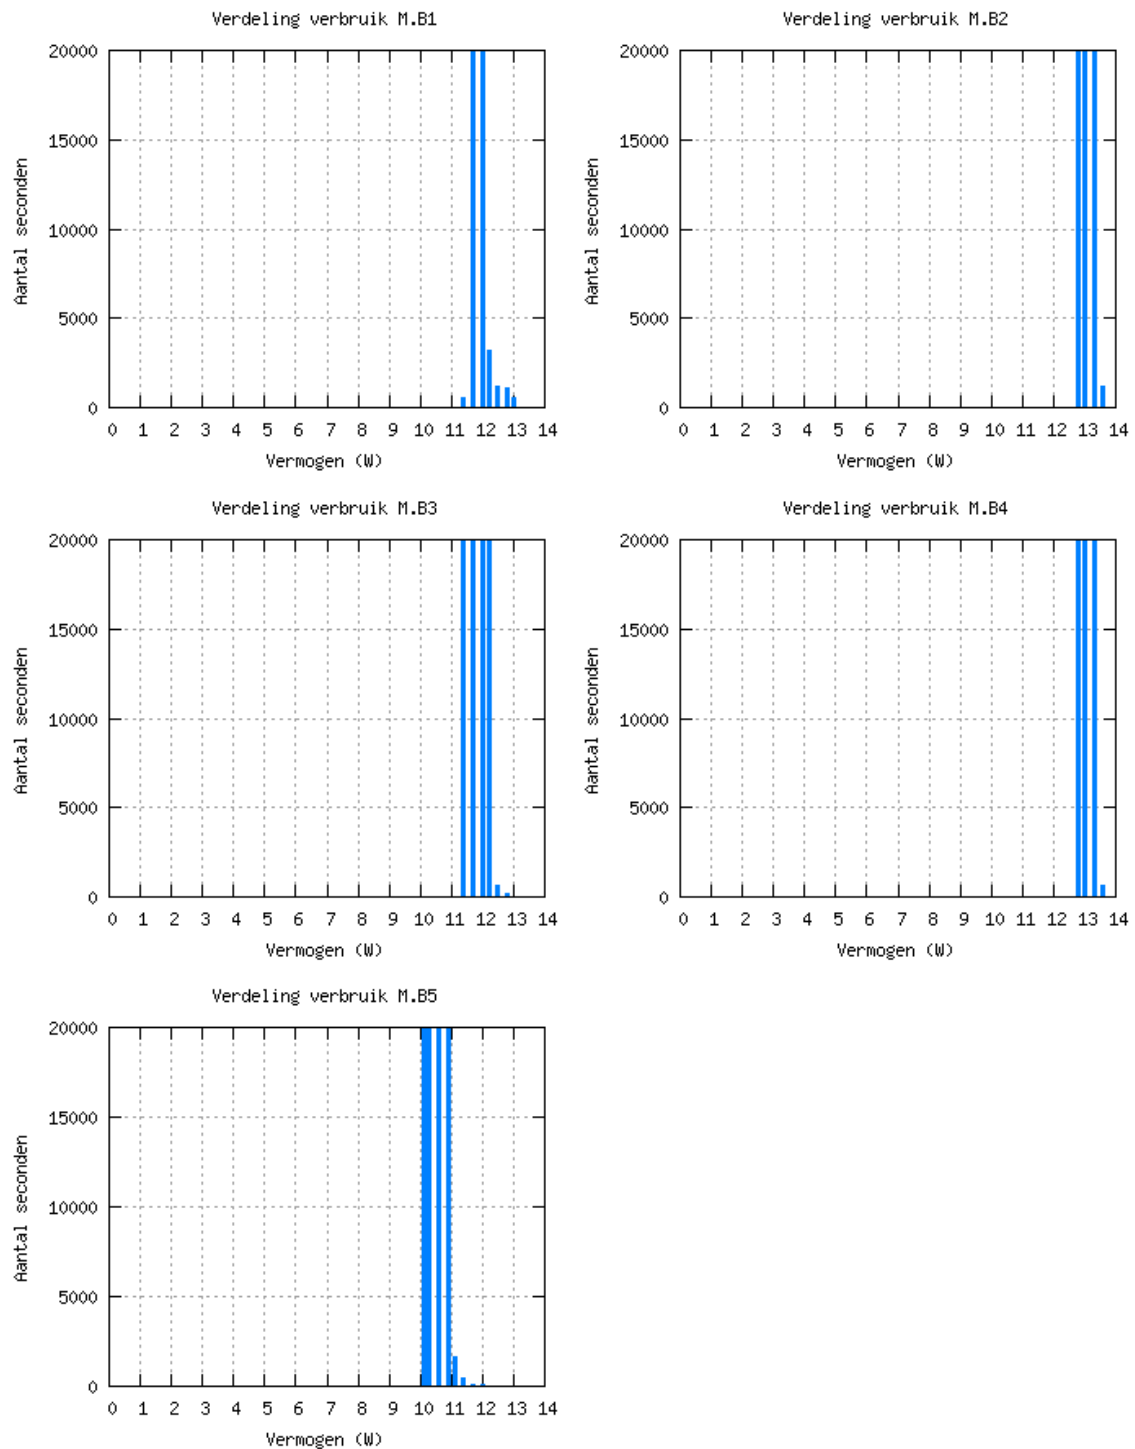 Verdeling verbruik M.B1
20000
15000
10000
5000
0
Aantal seconden
0 1 2 3 4 5 6 7 8 9 10 11 12 13 14
Vermogen (W)
Verdeling verbruik M.B2
20000
15000
10000
5000
0
Aantal seconden
0 1 2 3 4 5 6 7 8 9 10 11 12 13 14
Vermogen (W)
Verdeling verbruik M.B3
20000
15000
10000
5000
0
Aantal seconden
0 1 2 3 4 5 6 7 8 9 10 11 12 13 14
Vermogen (W)
Verdeling verbruik M.B4
20000
15000
10000
5000
0
Aantal seconden
0 1 2 3 4 5 6 7 8 9 10 11 12 13 14
Vermogen (W)
Verdeling verbruik M.B5
20000
15000
10000
5000
0
Aantal seconden
0 1 2 3 4 5 6 7 8 9 10 11 12 13 14
Vermogen (W)